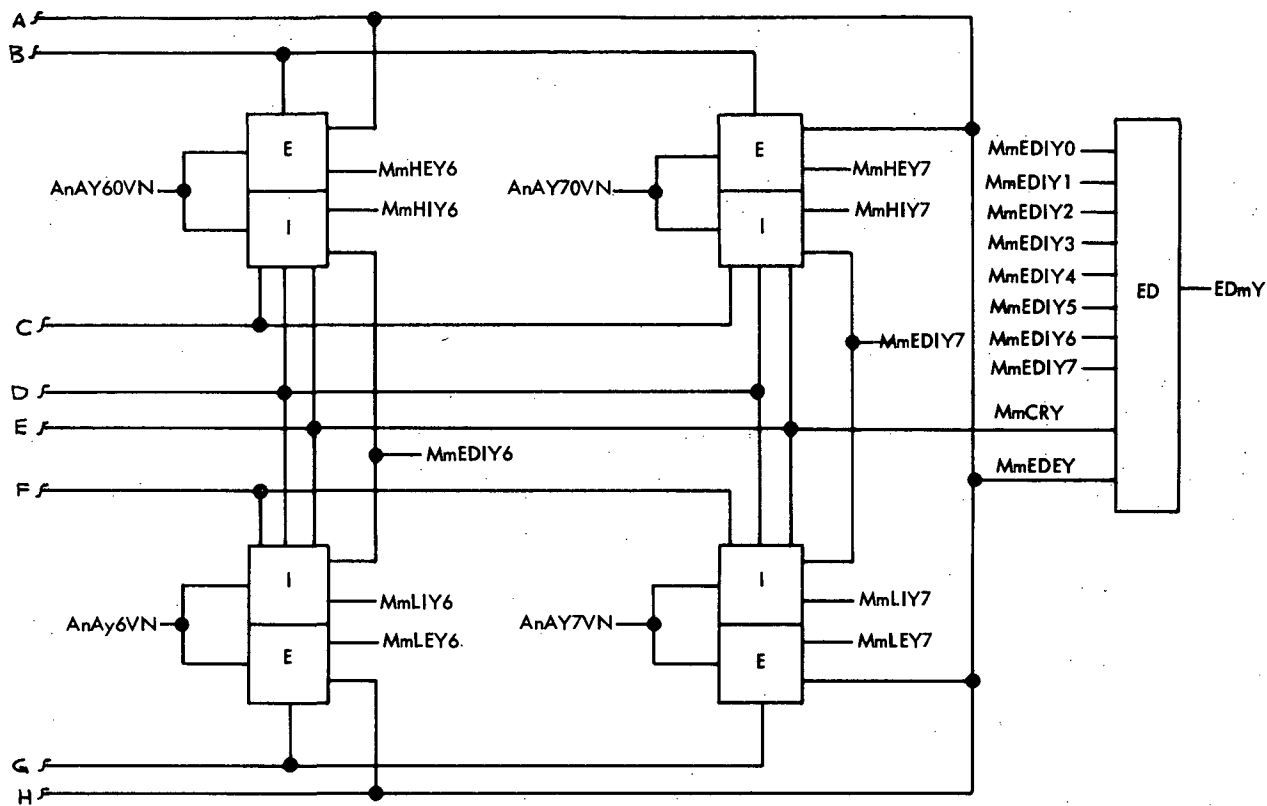 A
B
E
MmHEY6
AnAY60VN
MmHIY6
I
E
MmHEY7
AnAY70VN
MmHIY7
I
MmEDIY0
MmEDIY1
MmEDIY2
MmEDIY3
MmEDIY4
MmEDIY5
MmEDIY6
MmEDIY7
ED
EDmY
C
MmEDIY7
D
E
MmCRY
MmEDIY6
MmEDEY
F
I
MmLIY6
AnAy6VN
MmLEY6.
E
I
MmLIY7
AnAY7VN
MmLEY7
E
G
H